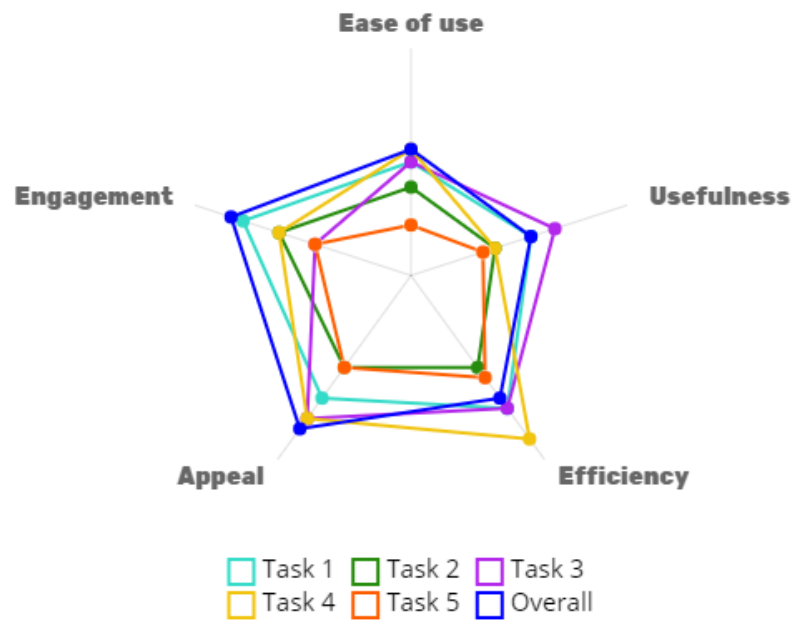 Ease of use
Engagement
Usefulness
Appeal
Efficiency
Task 1 Task 2 Task 3
Task 4 Task 5 Overall